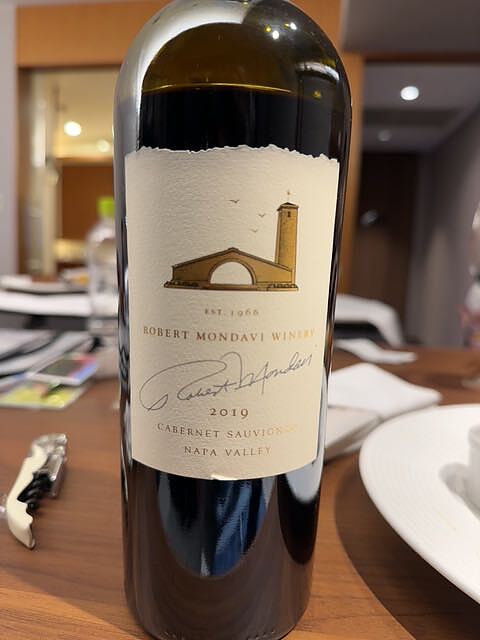 EST. 1966
ROBERT MONDAVI WINERY
Robert Mondavi
2019
CABERNET SAUVIGNON
NAPA VALLEY